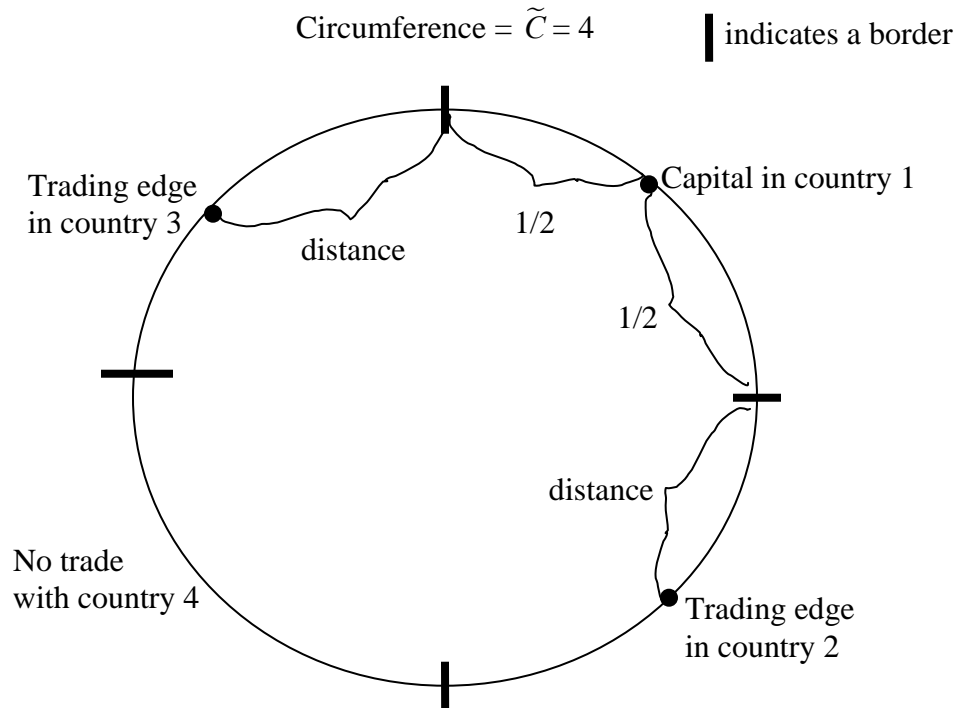 Circumference = C̃ = 4
indicates a border
Trading edge
in country 3
Capital in country 1
distance
1/2
1/2
distance
No trade
with country 4
Trading edge
in country 2